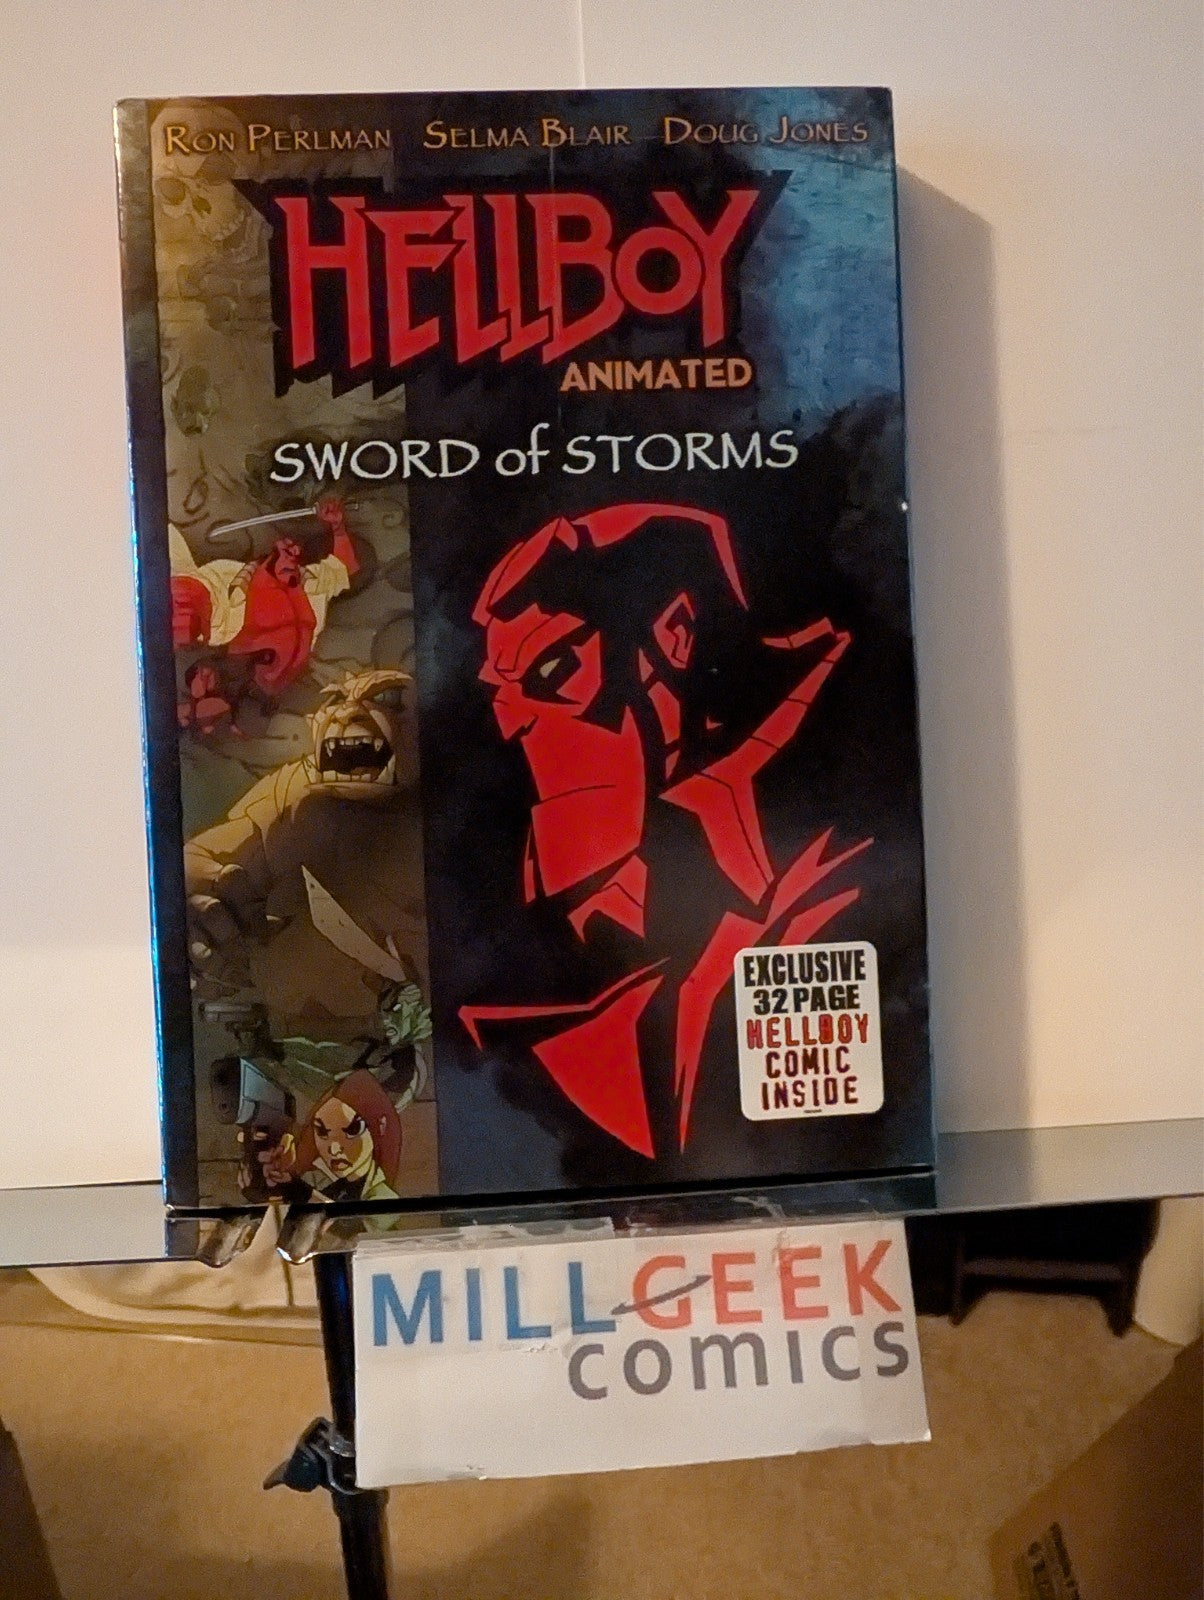 RON PERLMAN SELMA BLAIR DOUG JONES
HELLBOY
ANIMATED
SWORD of STORMS
EXCLUSIVE
32 PAGE
HELLBOY
COMIC
INSIDE
MILLGEEK
comics